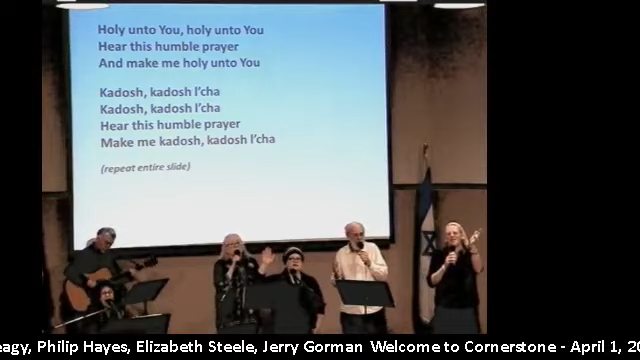 Holy unto You, holy unto You
Hear this humble prayer
And make me holy unto You
Kadosh, kadosh l'cha
Kadosh, kadosh l'cha
Hear this humble prayer
Make me kadosh, kadosh l'cha
(repeat entire slide)
Philip Hayes, Elizabeth Steele, Jerry Gorman Welcome to Cornerstone - April 1,